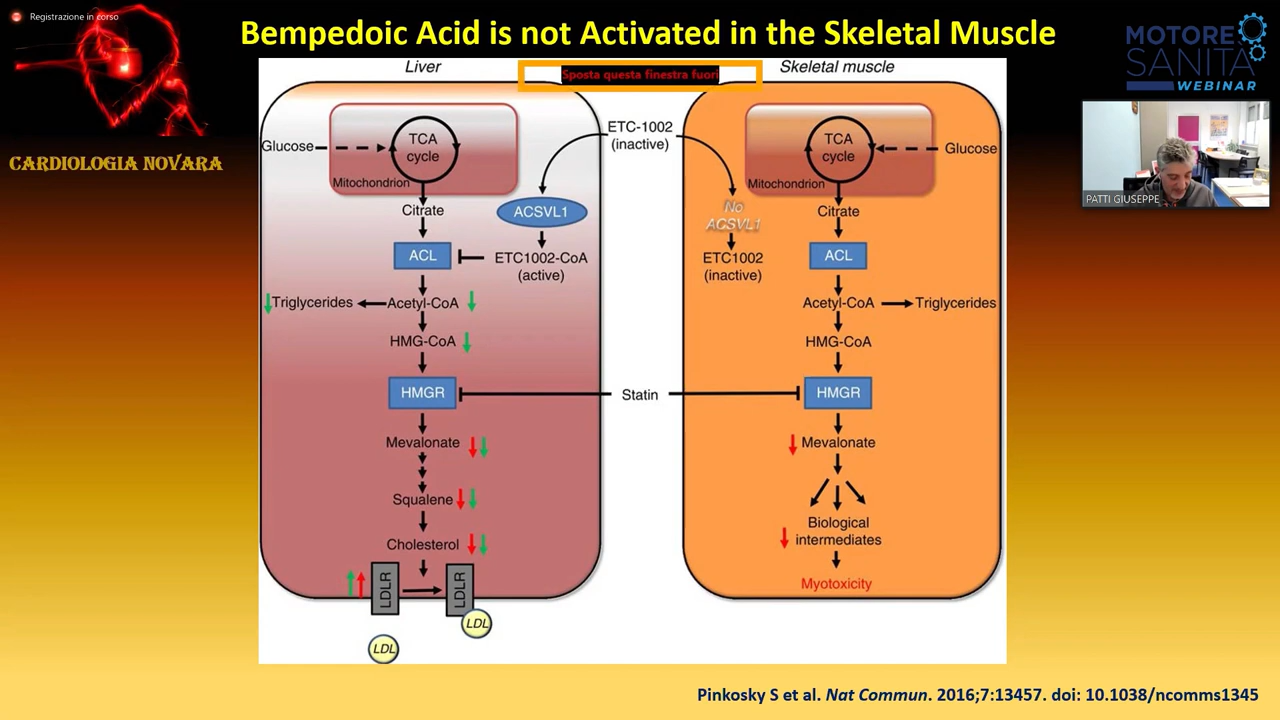 Registrazione in corso
Bempedoic Acid is not Activated in the Skeletal Muscle
MOTORE
SANITÀ
WEBINAR
CARDIOLOGIA NOVARA
PATTI GIUSEPPE
Liver
Sposta questa finestra fuori
Skeletal muscle
Glucose
TCA
cycle
Mitochondrion
Citrate
ACL
Acetyl-CoA
Triglycerides
HMG-CoA
HMGR
Mevalonate
Squalene
Cholesterol
LDLR
LDLR
LDL
LDL
ETC-1002
(inactive)
ACSVL1
ETC1002-CoA
(active)
No
ACSVL1
ETC1002
(inactive)
Statin
TCA
cycle
Glucose
Mitochondrion
Citrate
ACL
Acetyl-CoA
Triglycerides
HMG-CoA
HMGR
Mevalonate
Biological
intermediates
Myotoxicity
Pinkosky S et al. Nat Commun. 2016;7:13457. doi: 10.1038/ncomms1345